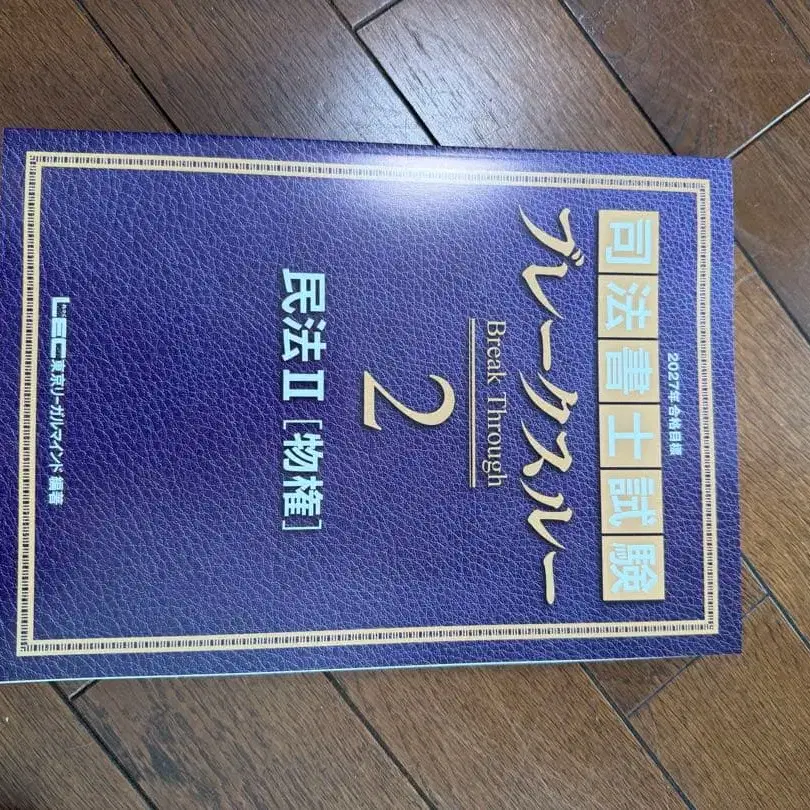 2027年合格目標
司法書士試験
ブレークスルー
Break Through
2
民法Ⅱ［物権］
LEC東京リーガルマインド 編著